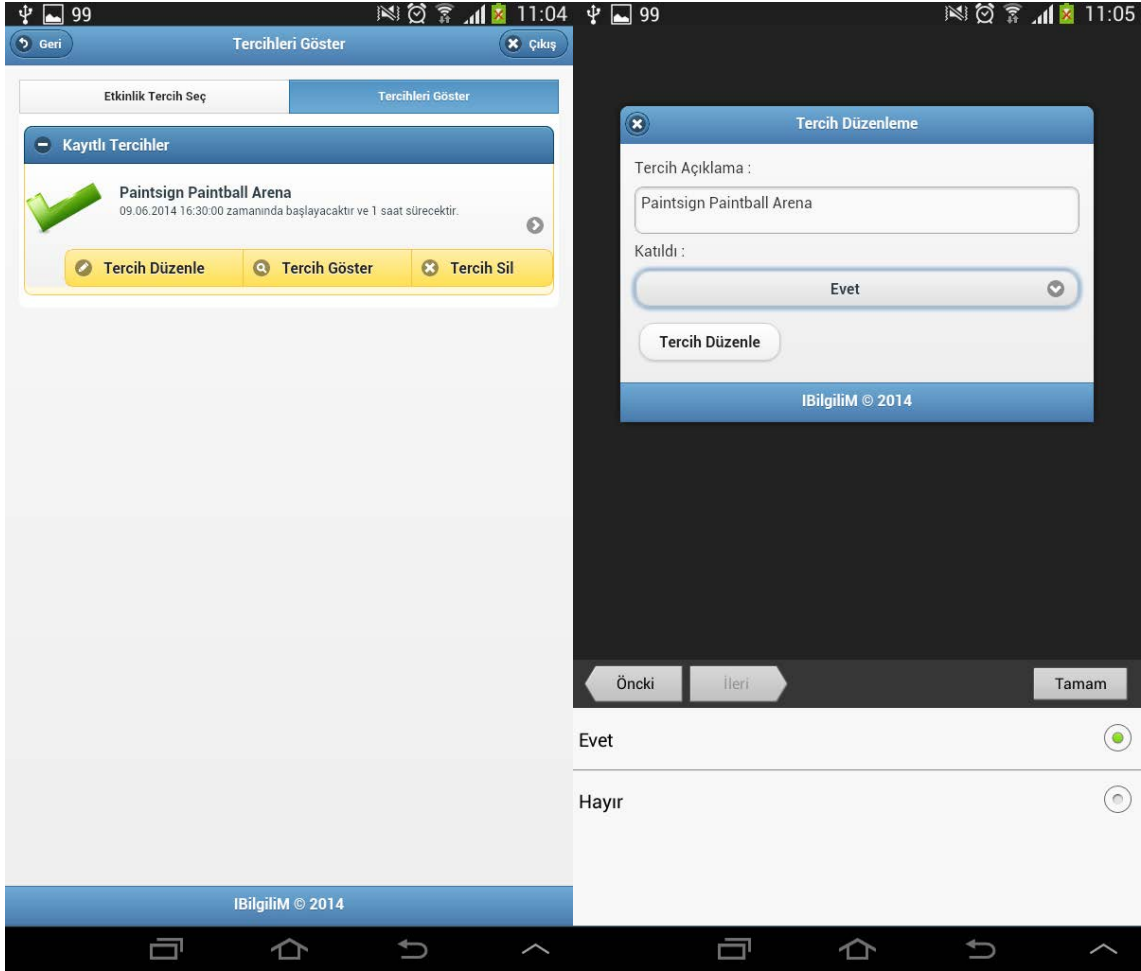 99
11:04
Geri
Tercihleri Göster
Çıkış
Etkinlik Tercih Seç
Tercihleri Göster
Kayıtlı Tercihler
Paintsign Paintball Arena
09.06.2014 16:30:00 zamanında başlayacaktır ve 1 saat sürecektir.
Tercih Düzenle
Tercih Göster
Tercih Sil
IBilgiliM © 2014
99
11:05
Tercih Düzenleme
Tercih Açıklama :
Paintsign Paintball Arena
Katıldı :
Evet
Tercih Düzenle
IBilgiliM © 2014
Öncki
İleri
Tamam
Evet
Hayır